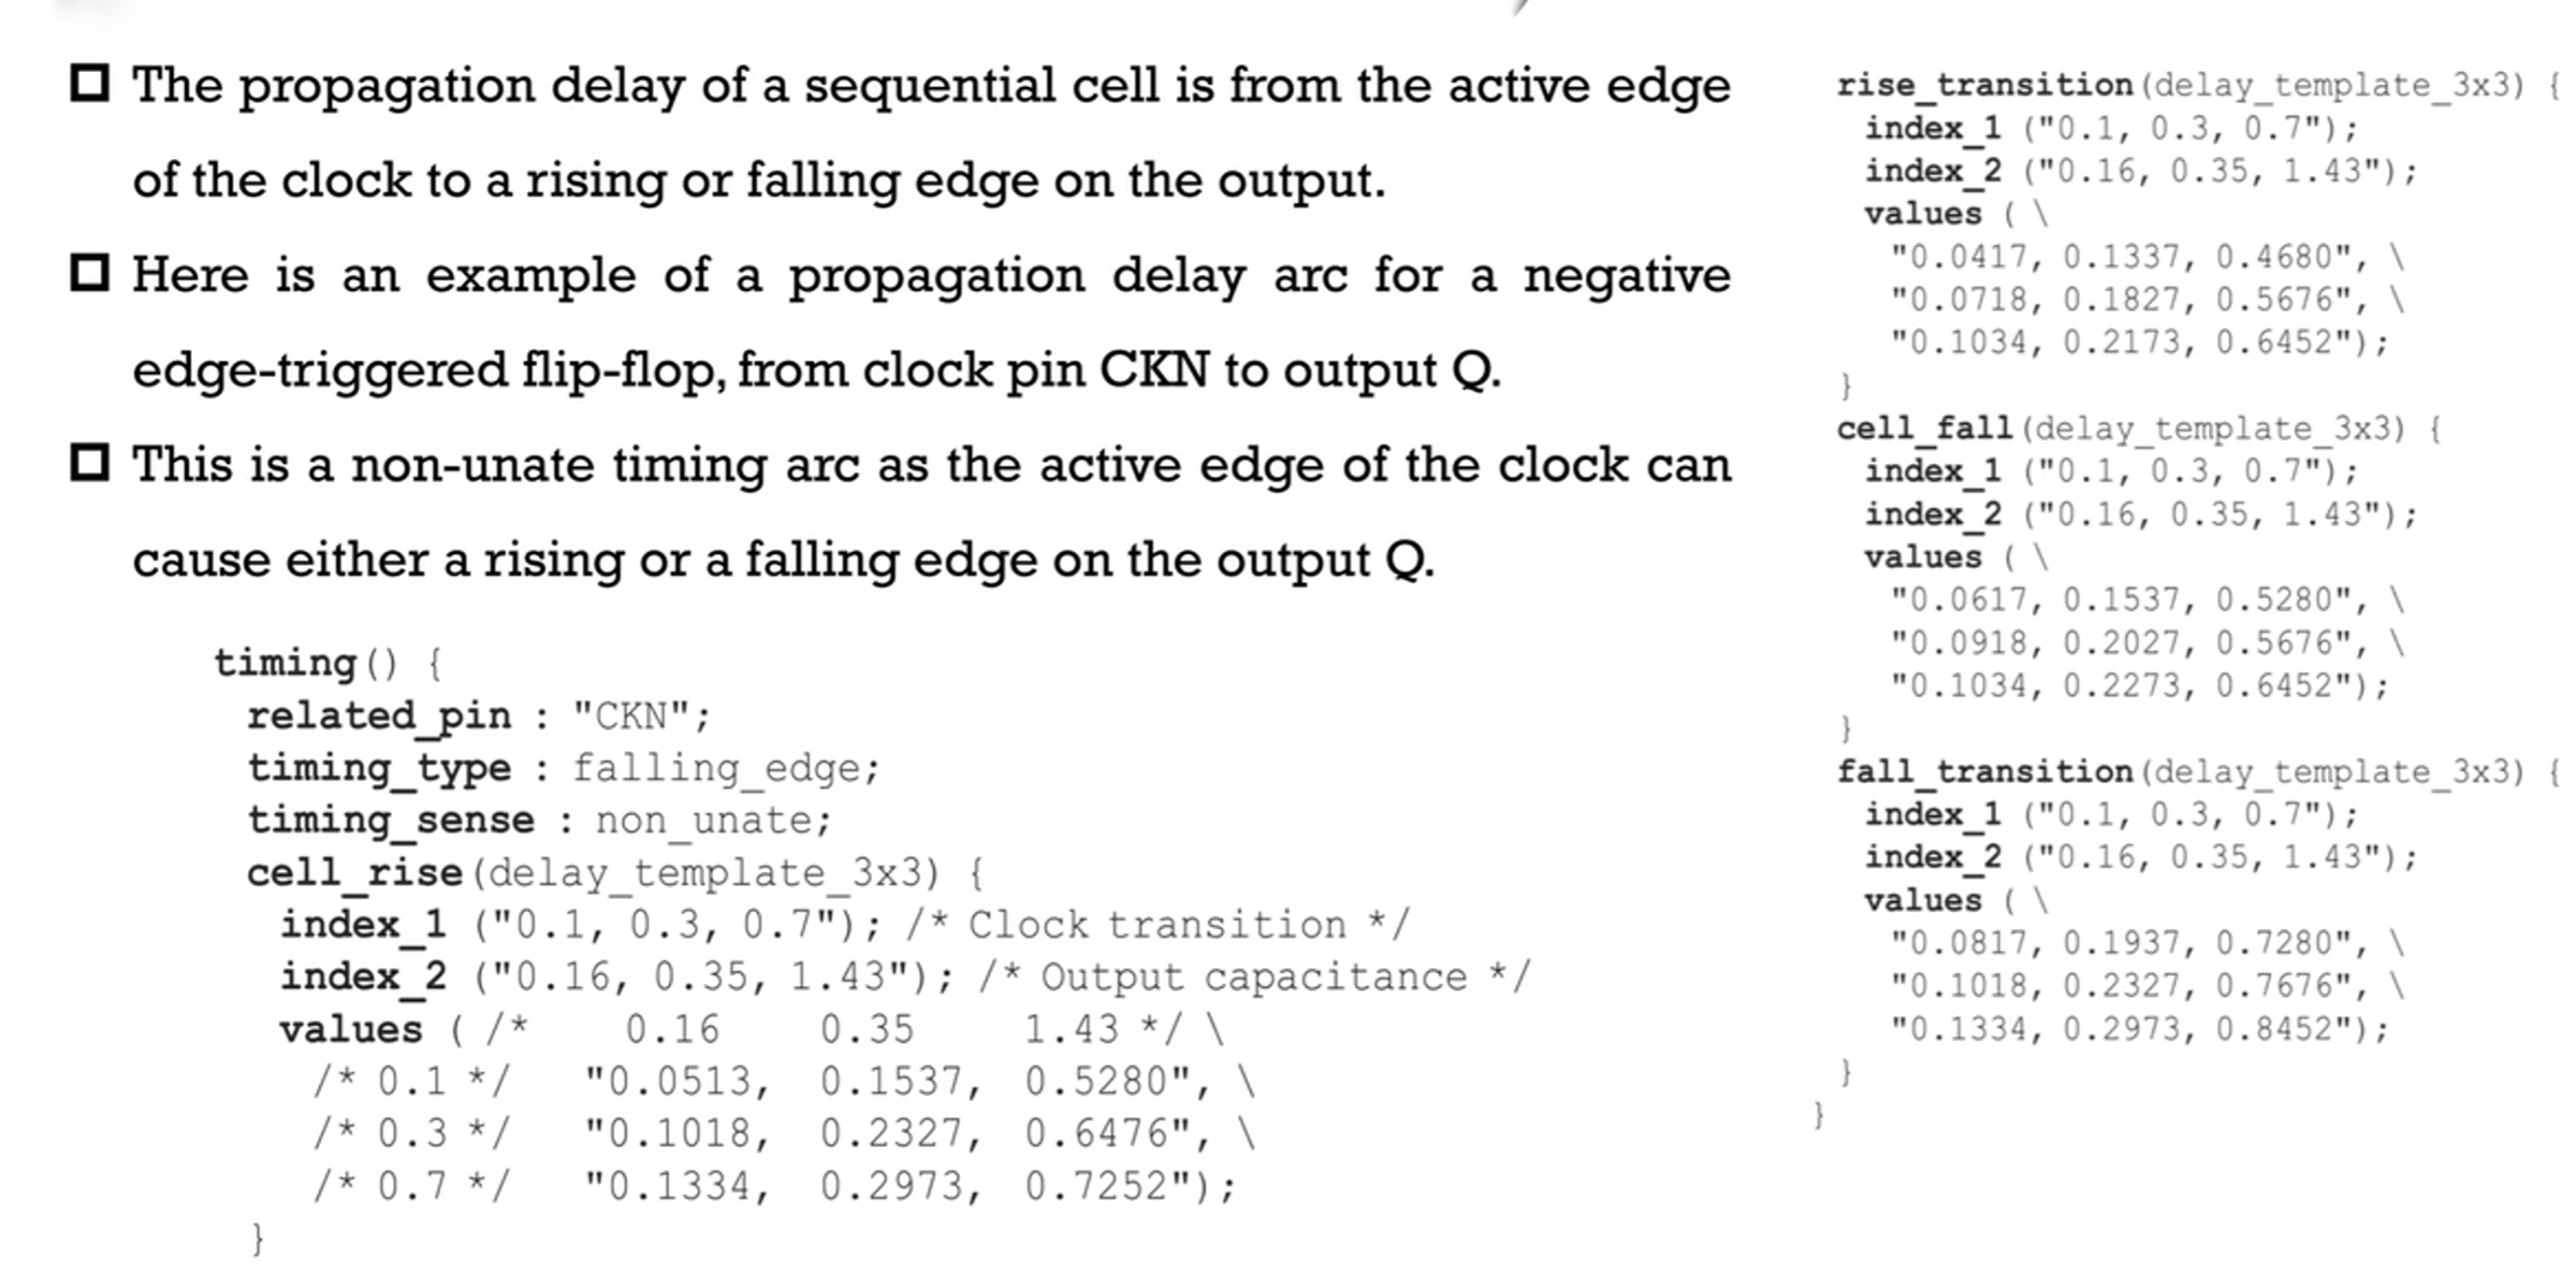 The propagation delay of a sequential cell is from the active edge
of the clock to a rising or falling edge on the output.
Here is an example of a propagation delay arc for a negative
edge-triggered flip-flop, from clock pin CKN to output Q.
This is a non-unate timing arc as the active edge of the clock can
cause either a rising or a falling edge on the output Q.
timing() {
related_pin : "CKN";
timing_type : falling_edge;
timing_sense : non_unate;
cell_rise(delay_template_3x3) {
index_1 ("0.1, 0.3, 0.7"); /* Clock transition */
index_2 ("0.16, 0.35, 1.43"); /* Output capacitance */
values ( /* 0.16 0.35 1.43 */ \
/* 0.1 */ "0.0513, 0.1537, 0.5280", \
/* 0.3 */ "0.1018, 0.2327, 0.6476", \
/* 0.7 */ "0.1334, 0.2973, 0.7252");
}
rise_transition(delay_template_3x3) {
index_1 ("0.1, 0.3, 0.7");
index_2 ("0.16, 0.35, 1.43");
values ( \
"0.0417, 0.1337, 0.4680", \
"0.0718, 0.1827, 0.5676", \
"0.1034, 0.2173, 0.6452");
}
cell_fall(delay_template_3x3) {
index_1 ("0.1, 0.3, 0.7");
index_2 ("0.16, 0.35, 1.43");
values ( \
"0.0617, 0.1537, 0.5280", \
"0.0918, 0.2027, 0.5676", \
"0.1034, 0.2273, 0.6452");
}
fall_transition(delay_template_3x3) {
index_1 ("0.1, 0.3, 0.7");
index_2 ("0.16, 0.35, 1.43");
values ( \
"0.0817, 0.1937, 0.7280", \
"0.1018, 0.2327, 0.7676", \
"0.1334, 0.2973, 0.8452");
}
}